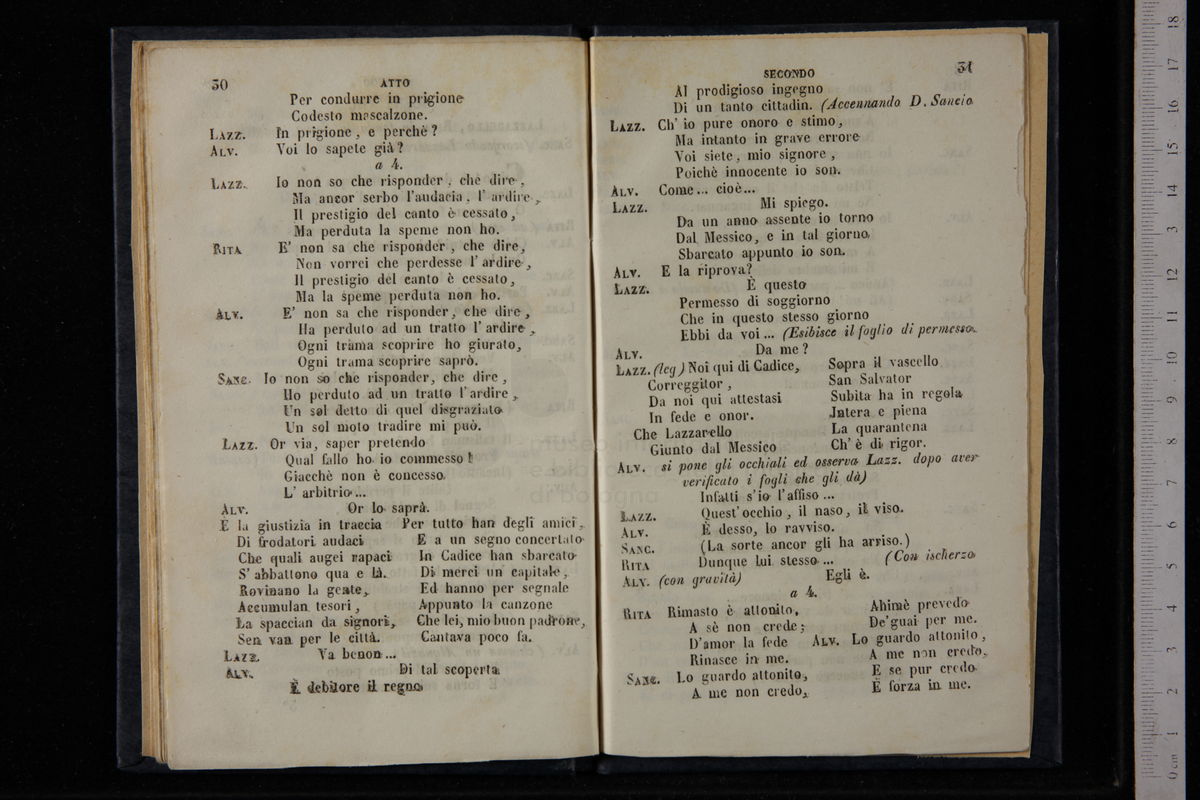 30
ATTO
Per condurre in prigione
Codesto mascalzone.
LAZZ. In prigione, e perchè?
ALV. Voi lo sapete già?
a 4.
LAZZ. Io non so che risponder, che dire,
Ma ancor serbo l'audacia, l'ardire,
Il prestigio del canto è cessato,
Ma perduta la speme non ho.
RITA E' non sa che risponder, che dire,
Non vorrei che perdesse l'ardire,
Il prestigio del canto è cessato,
Ma la speme perduta non ho.
ALV. E' non sa che risponder, che dire,
Ha perduto ad un tratto l'ardire,
Ogni trama scoprire ho giurato,
Ogni trama scoprire saprò.
SANC. Io non so che risponder, che dire,
Ho perduto ad un tratto l'ardire,
Un sol detto di quel disgraziato
Un sol moto tradire mi può.
LAZZ. Or via, saper pretendo
Qual fallo ho io commesso!
Giacchè non è concesso
L'arbitrio...
ALV. Or lo saprà.
E la giustizia in traccia
Di frodatori audaci
Che quali augei rapaci
S'abbattono qua e là.
Rovinano la gente,
Accumulan tesori,
La spaccian da signori,
Sen van per le città.
Per tutto han degli amici,
E a un segno concertato
In Cadice han sbarcato
Di merci un capitale,
Ed hanno per segnale
Appunto la canzone
Che lei, mio buon padrone,
Cantava poco fa.
LAZZ. Va benon...
ALV. Di tal scoperta
È debitore il regno
SECONDO
31
Al prodigioso ingegno
Di un tanto cittadin. (Accennando D. Sancio
LAZZ. Ch'io pure onoro e stimo,
Ma intanto in grave errore
Voi siete, mio signore,
Poichè innocente io son.
ALV. Come... cioè...
LAZZ. Mi spiego.
Da un anno assente io torno
Dal Messico, e in tal giorno
Sbarcato appunto io son.
ALV. E la riprova?
LAZZ. È questo
Permesso di soggiorno
Che in questo stesso giorno
Ebbi da voi... (Esibisce il foglio di permesso.
ALV. Da me?
LAZZ. (leg) Noi qui di Cadice,
Correggitor,
Da noi qui attestasi
In fede e onor.
Che Lazzarello
Giunto dal Messico
Sopra il vascello
San Salvator
Subita ha in regola
Intera e piena
La quarantena
Ch'è di rigor.
ALV. si pone gli occhiali ed osserva Lazz. dopo aver
verificato i fogli che gli dà)
Infatti s'io l'affiso...
LAZZ. Quest'occhio, il naso, il viso.
ALV. È desso, lo ravviso.
SANC. (La sorte ancor gli ha arriso.)
RITA Dunque lui stesso... (Con ischerzo
ALV. (con gravità) Egli è.
a 4.
RITA Rimasto è attonito,
A sè non crede;
D'amor la fede
Rinasce in me.
SANC. Lo guardo attonito,
A me non credo,
Ahimè prevedo
De'guai per me.
ALV. Lo guardo attonito,
A me non credo,
E se pur credo
È forza in me.